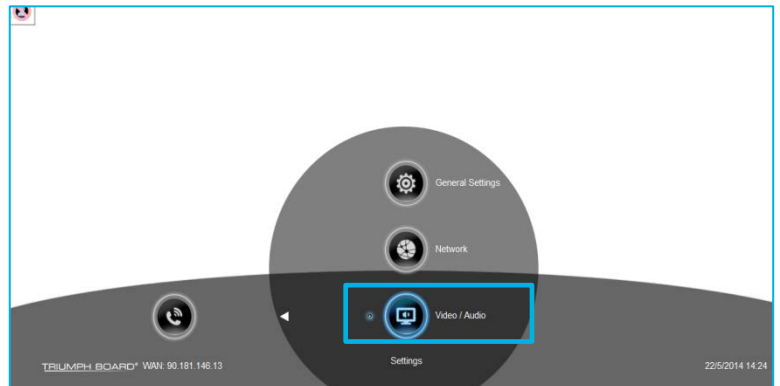 General Settings
Network
Video / Audio
Settings
TRIUMPH BOARD® WAN: 90.181.146.13
22/5/2014 14:24